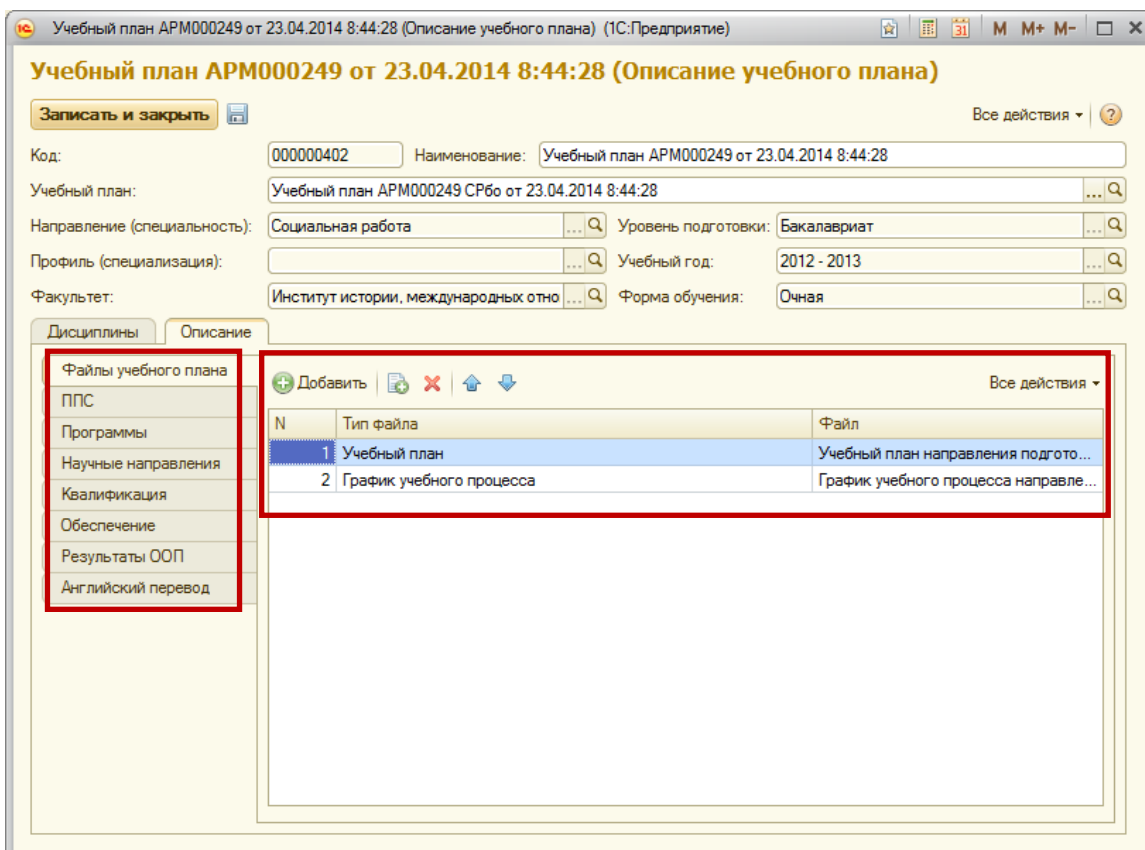 Учебный план АРМ000249 от 23.04.2014 8:44:28 (Описание учебного плана) (1С:Предприятие)
31 M M+ M-
Учебный план АРМ000249 от 23.04.2014 8:44:28 (Описание учебного плана)
Записать и закрыть Все действия
Код: 000000402 Наименование: Учебный план АРМ000249 от 23.04.2014 8:44:28
Учебный план: Учебный план АРМ000249 СРбо от 23.04.2014 8:44:28 ...
Направление (специальность): Социальная работа ... Уровень подготовки: Бакалавриат ...
Профиль (специализация): ... Учебный год: 2012 - 2013 ...
Факультет: Институт истории, международных отно ... Форма обучения: Очная ...
Дисциплины Описание
Файлы учебного плана
ППС
Программы
Научные направления
Квалификация
Обеспечение
Результаты ООП
Английский перевод
Добавить Все действия
N Тип файла Файл
1 Учебный план Учебный план направления подгото...
2 График учебного процесса График учебного процесса направле...